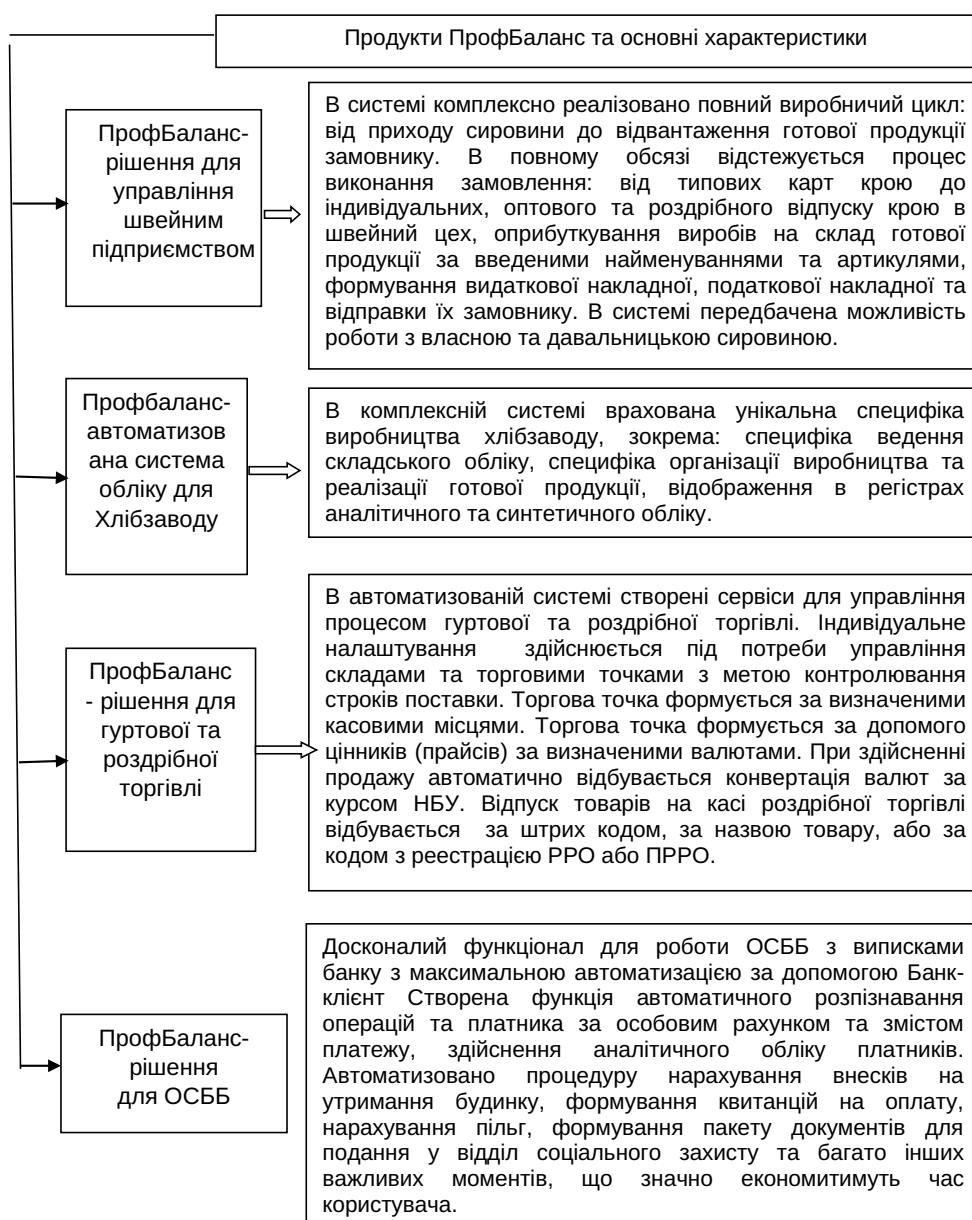 Продукти ПрофБаланс та основні характеристики
ПрофБаланс-
рішення для
управління
швейним
підприємством
В системі комплексно реалізовано повний виробничий цикл:
від приходу сировини до відвантаження готової продукції
замовнику. В повному обсязі відстежується процес
виконання замовлення: від типових карт крою до
індивідуальних, оптового та роздрібного відпуску крою в
швейний цех, оприбуткування виробів на склад готової
продукції за введеними найменуваннями та артикулями,
формування видаткової накладної, податкової накладної та
відправки їх замовнику. В системі передбачена можливість
роботи з власною та давальницькою сировиною.
Профбаланс-
автоматизов
ана система
обліку для
Хлібзаводу
В комплексній системі врахована унікальна специфіка
виробництва хлібзаводу, зокрема: специфіка ведення
складського обліку, специфіка організації виробництва та
реалізації готової продукції, відображення в регістрах
аналітичного та синтетичного обліку.
ПрофБаланс
- рішення для
гуртової та
роздрібної
торгівлі
В автоматизованій системі створені сервіси для управління
процесом гуртової та роздрібної торгівлі. Індивідуальне
налаштування здійснюється під потреби управління
складами та торговими точками з метою контролювання
строків поставки. Торгова точка формується за визначеними
касовими місцями. Торгова точка формується за допомого
цінників (прайсів) за визначеними валютами. При здійсненні
продажу автоматично відбувається конвертація валют за
курсом НБУ. Відпуск товарів на касі роздрібної торгівлі
відбувається за штрих кодом, за назвою товару, або за
кодом з реестрацією РРО або ПРРО.
ПрофБаланс-
рішення
для ОСББ
Досконалий функціонал для роботи ОСББ з виписками
банку з максимальною автоматизацією за допомогою Банк-
клієнт Створена функція автоматичного розпізнавання
операцій та платника за особовим рахунком та змістом
платежу, здійснення аналітичного обліку платників.
Автоматизовано процедуру нарахування внесків на
утримання будинку, формування квитанцій на оплату,
нарахування пільг, формування пакету документів для
подання у відділ соціального захисту та багато інших
важливих моментів, що значно економитимуть час
користувача.